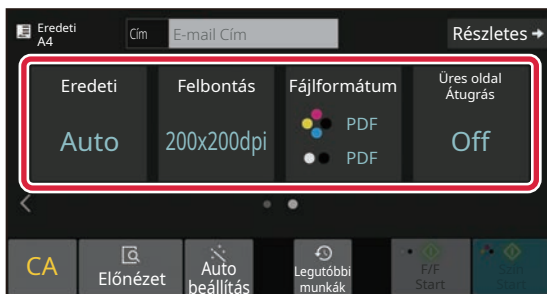 Eredeti
A4
Cím
E-mail Cím
Részletes
Eredeti
Auto
Felbontás
200x200dpi
Fájlformátum
PDF
PDF
Üres oldal
Átugrás
Off
CA
Előnézet
Auto
beállítás
Legutóbbi
munkák
F/F
Start
Szín
Start